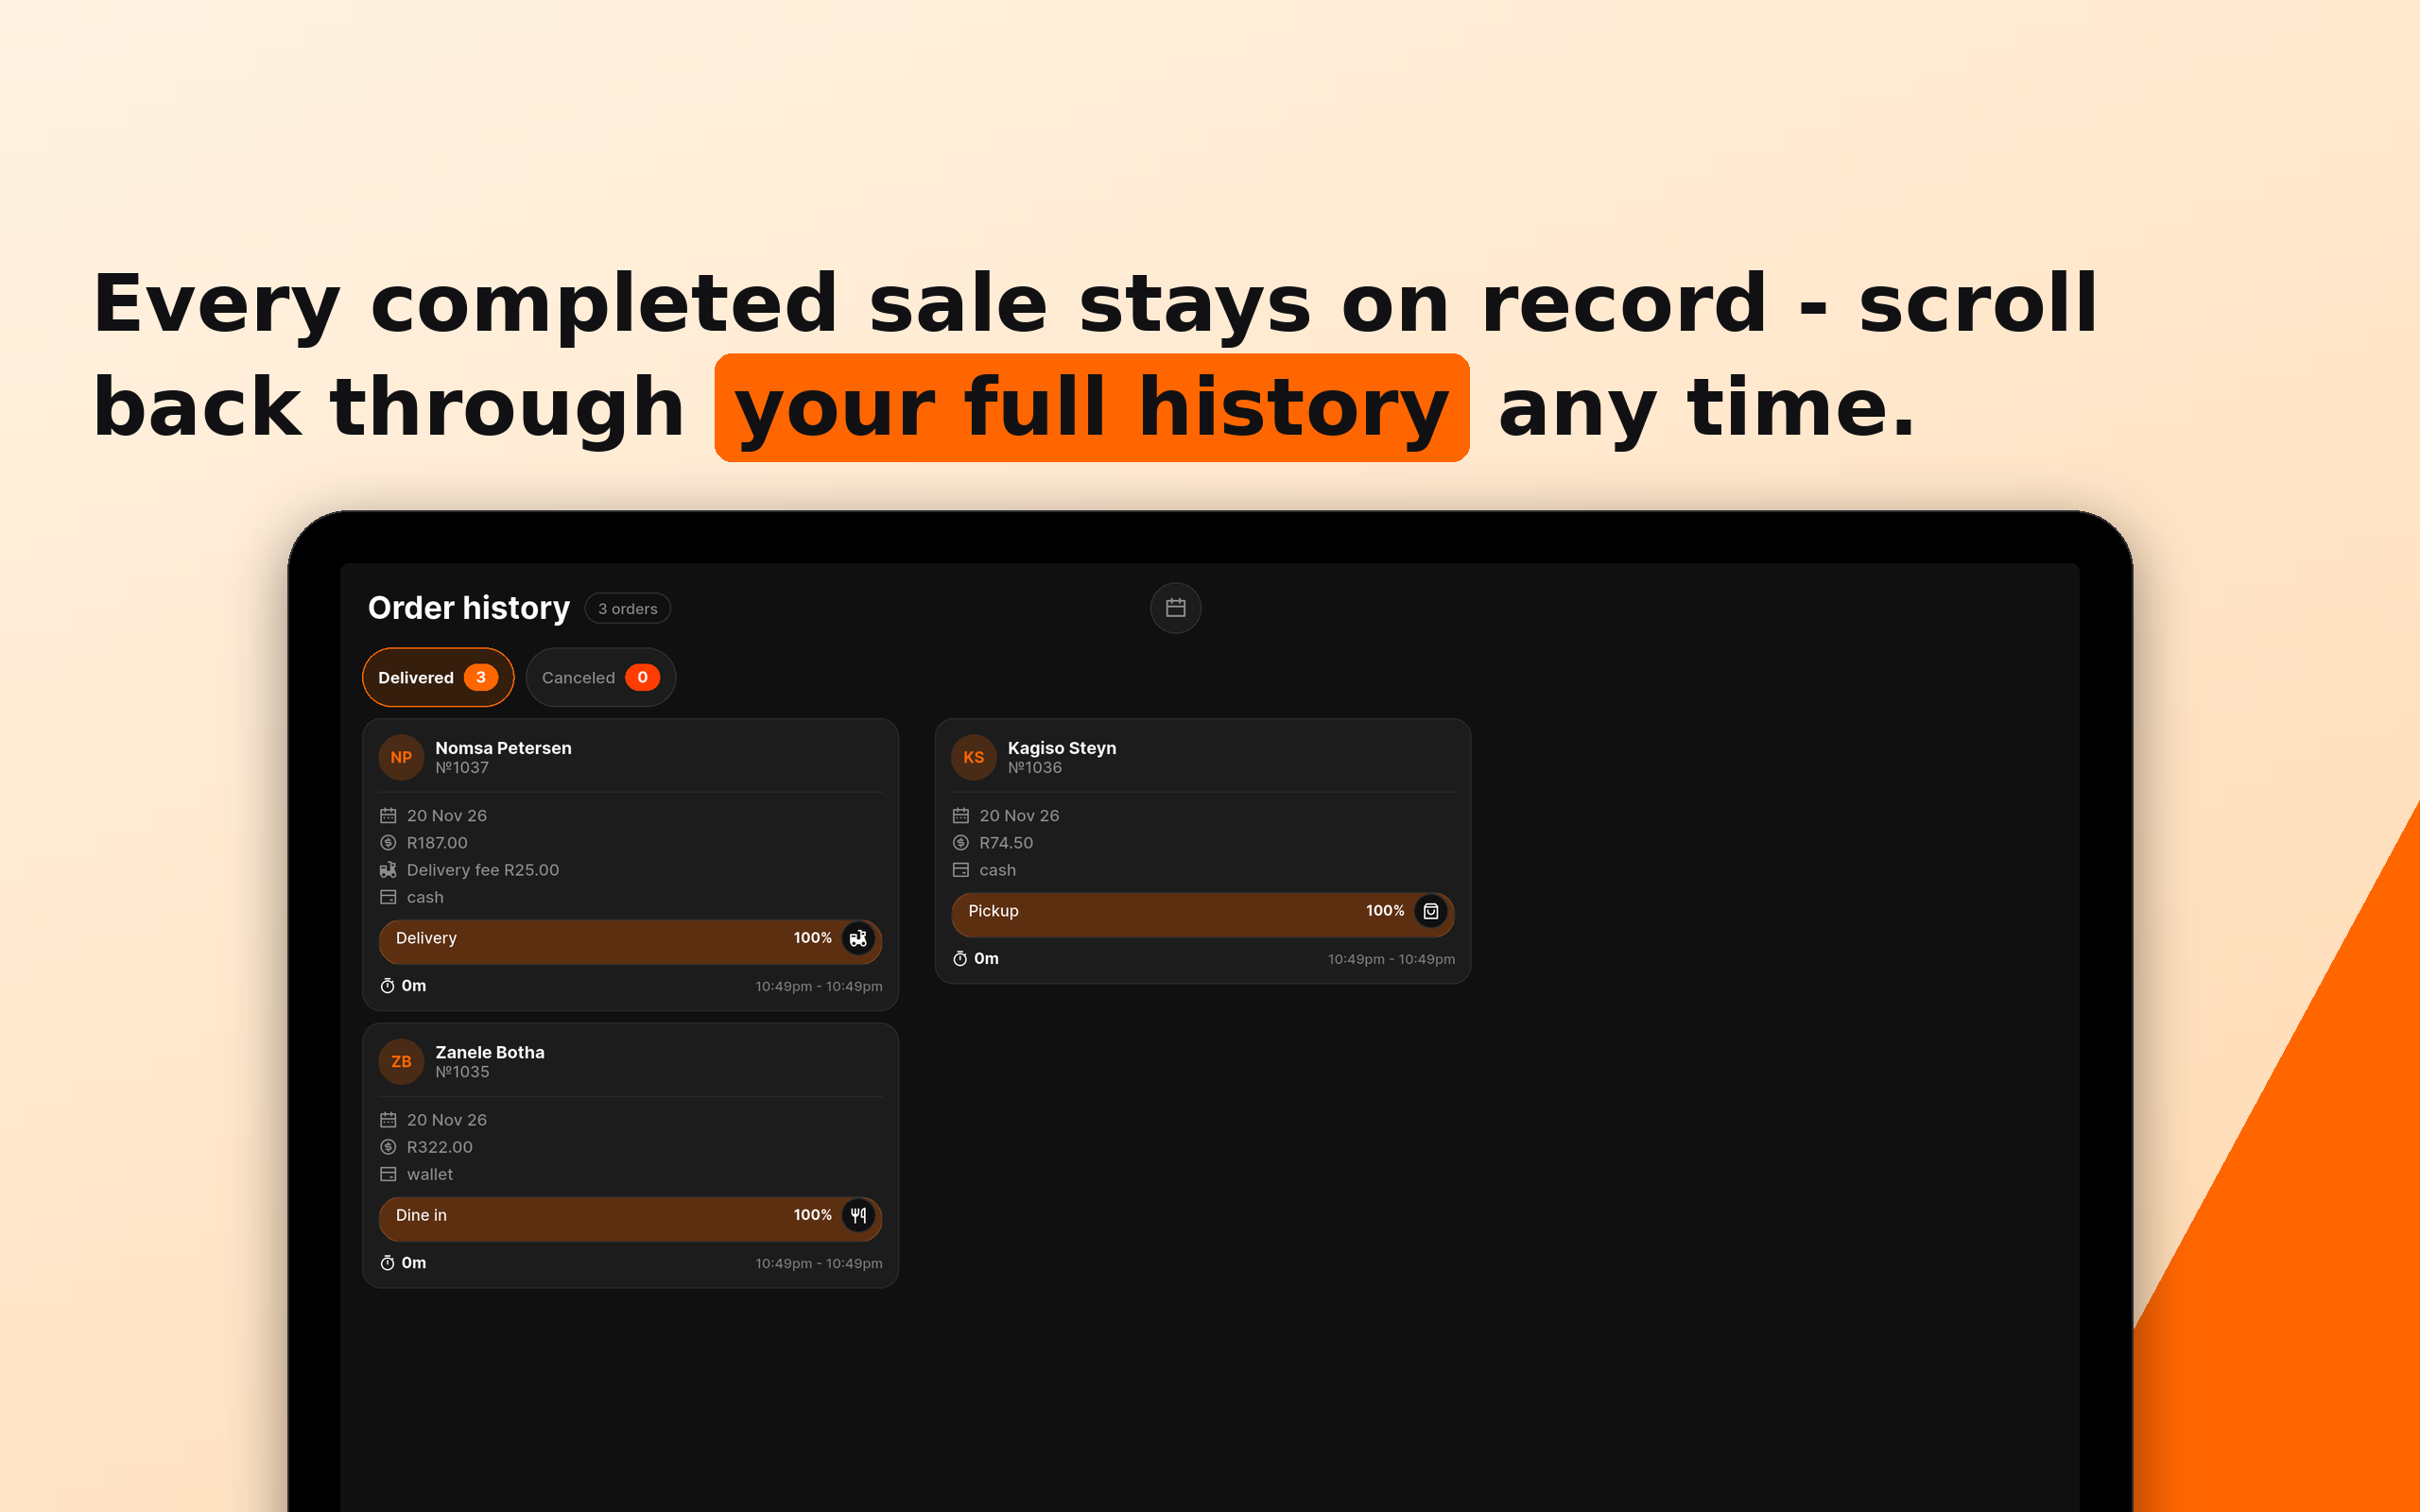 Every completed sale stays on record - scroll
back through your full history any time.
Order history
3 orders
Delivered 3
Canceled 0
NP
Nomsa Petersen
№1037
20 Nov 26
R187.00
Delivery fee R25.00
cash
Delivery 100%
0m 10:49pm - 10:49pm
KS
Kagiso Steyn
№1036
20 Nov 26
R74.50
cash
Pickup 100%
0m 10:49pm - 10:49pm
ZB
Zanele Botha
№1035
20 Nov 26
R322.00
wallet
Dine in 100%
0m 10:49pm - 10:49pm